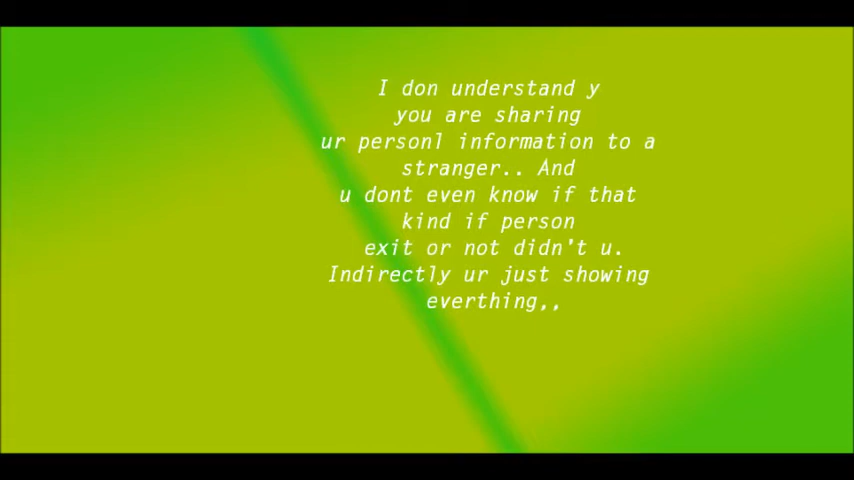 I don understand y
you are sharing
ur personl information to a
stranger.. And
u dont even know if that
kind if person
exit or not didn't u.
Indirectly ur just showing
everthing,,